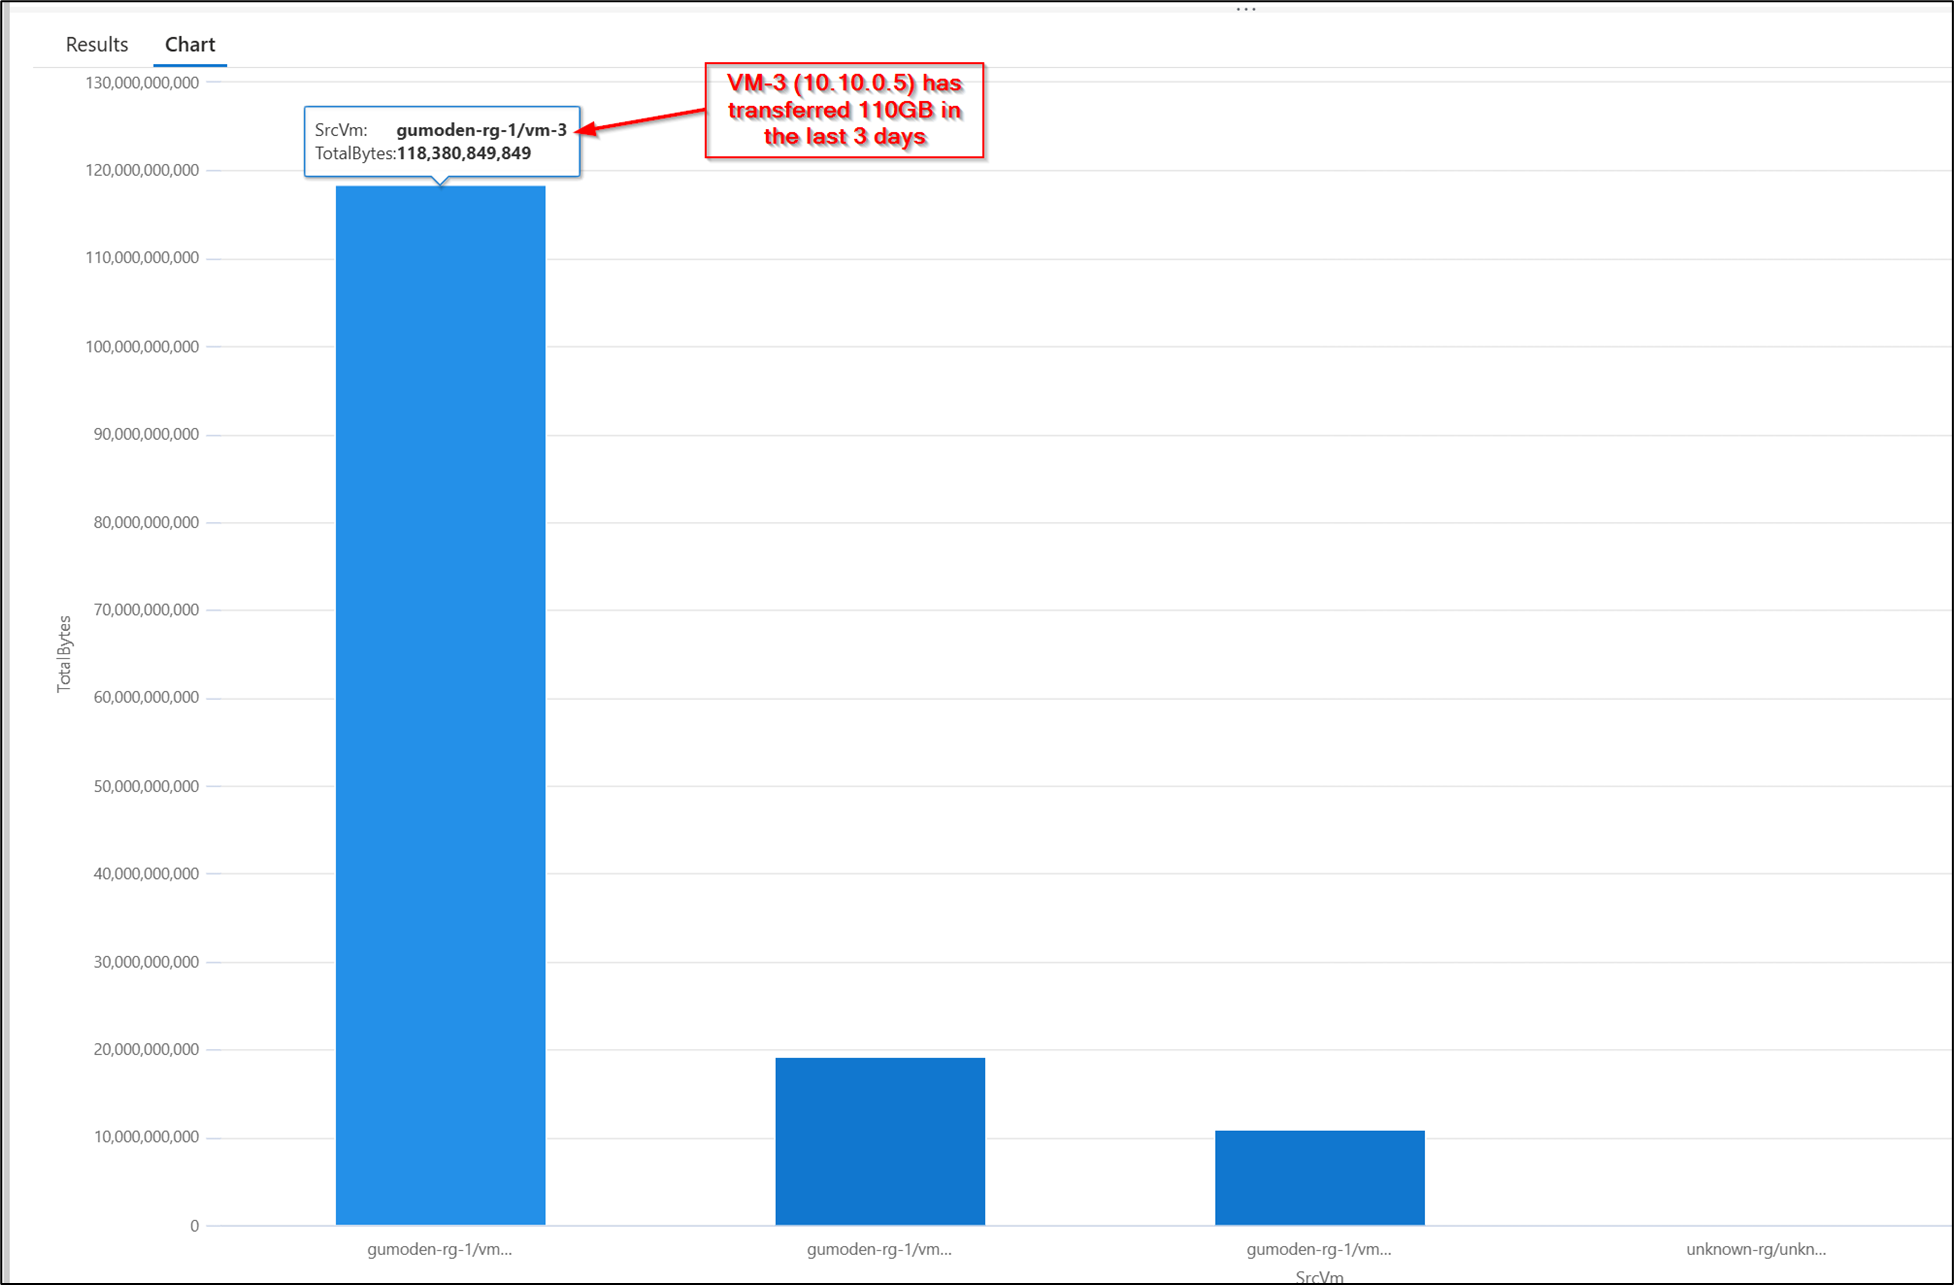 ...
Results Chart
130,000,000,000
VM-3 (10.10.0.5) has
transferred 110GB in
the last 3 days
SrcVm: gumoden-rg-1/vm-3
TotalBytes:118,380,849,849
120,000,000,000
110,000,000,000
100,000,000,000
90,000,000,000
80,000,000,000
70,000,000,000
TotalBytes
60,000,000,000
50,000,000,000
40,000,000,000
30,000,000,000
20,000,000,000
10,000,000,000
0
gumoden-rg-1/vm... gumoden-rg-1/vm... gumoden-rg-1/vm... unknown-rg/unkn...
SrcVm